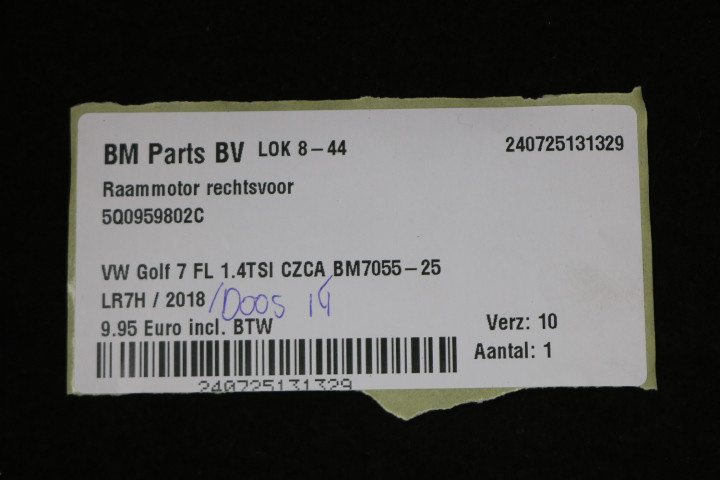 BM Parts BV LOK 8-44 240725131329
Raammotor rechtsvoor
5Q0959802C
VW Golf 7 FL 1.4TSI CZCA BM7055-25
LR7H / 2018 /Doos 14
9.95 Euro incl. BTW Verz: 10
Aantal: 1
240725131329